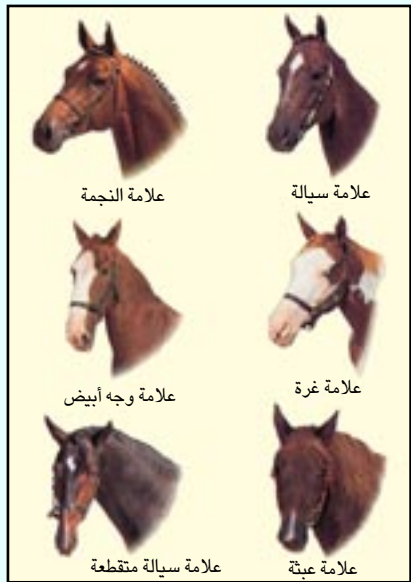 علامة سيالة
علامة النجمة
علامة غرة
علامة وجه أبيض
علامة عبثة
علامة سيالة متقطعة